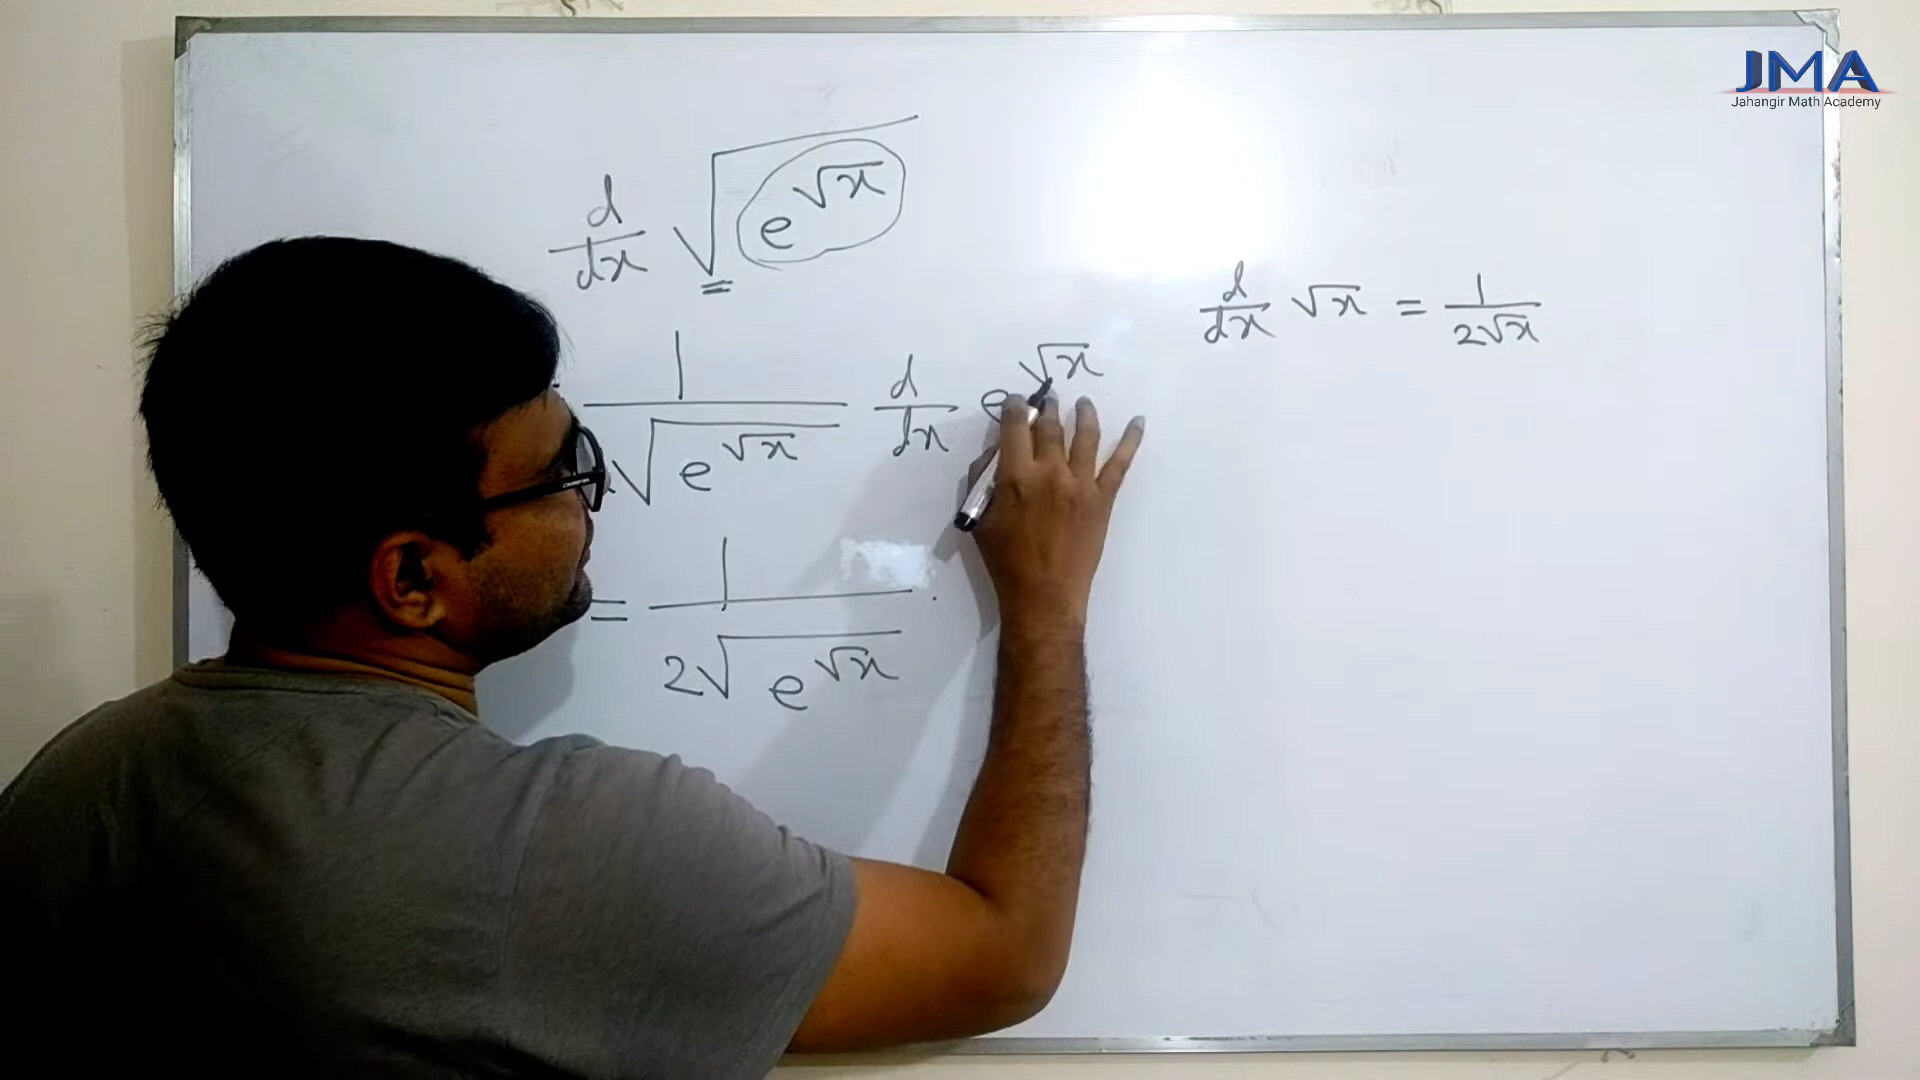 d/dx √(e^√x)
d/dx √x = 1/(2√x)
1/√(e^√x) d/dx e^√x
= 1/(2√(e^√x)) .
JMA
Jahangir Math Academy